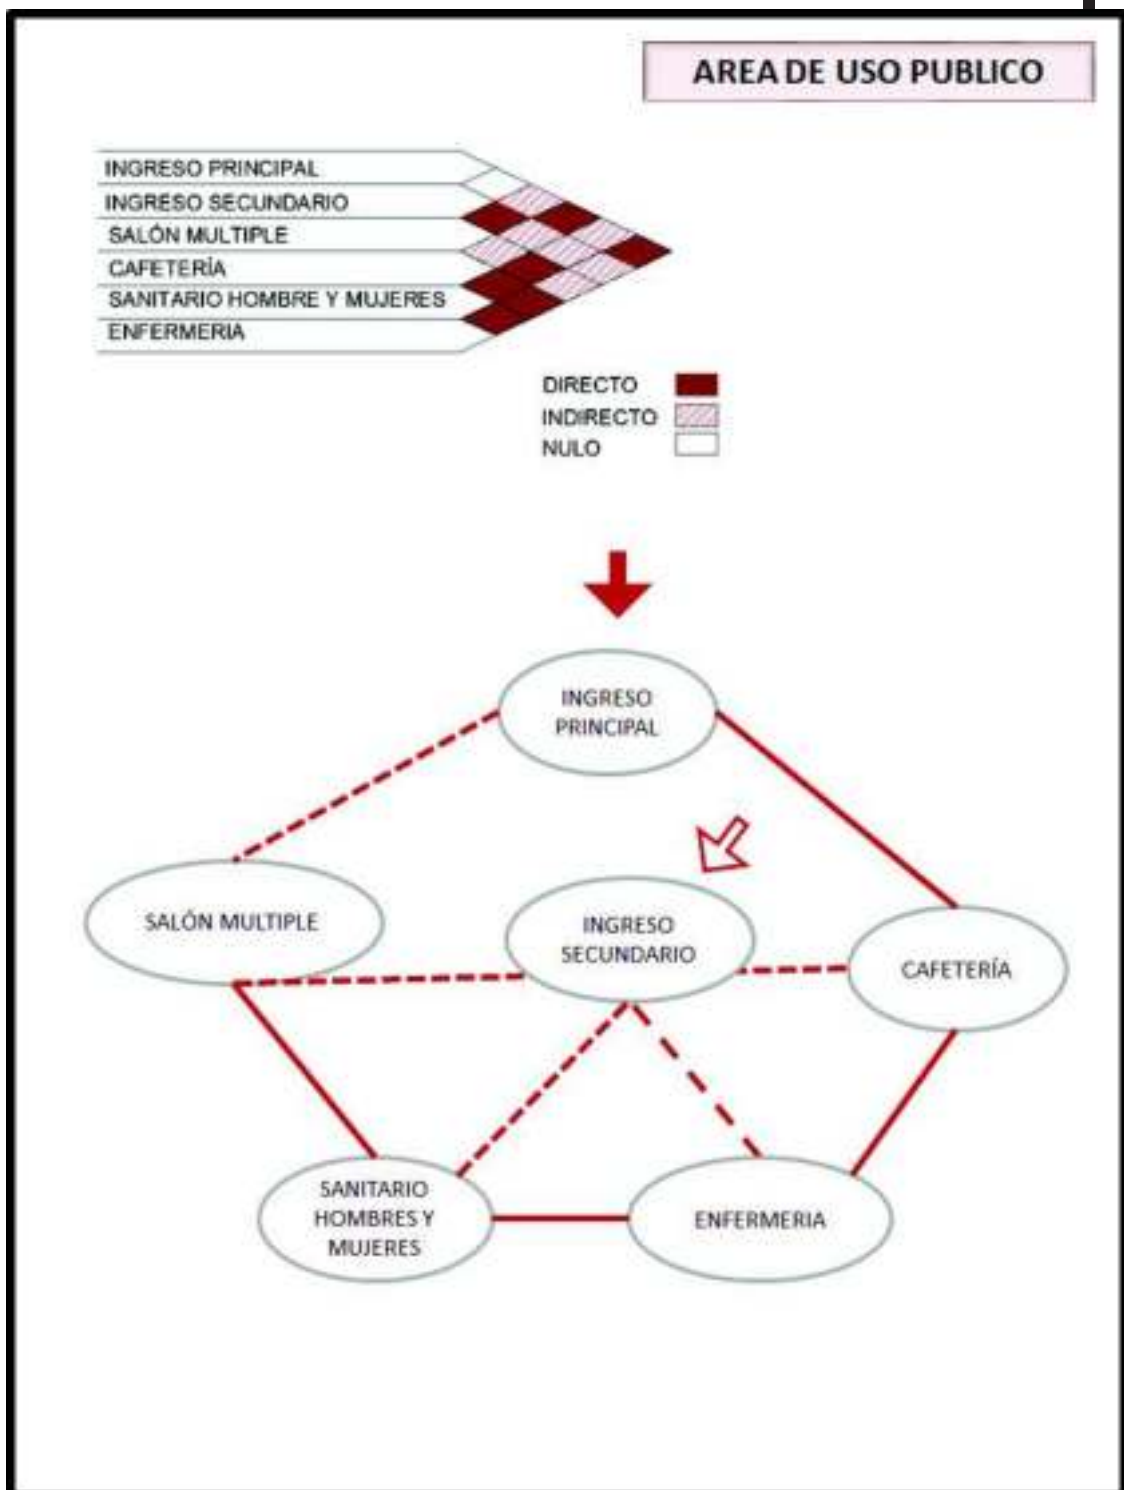 AREA DE USO PUBLICO
INGRESO PRINCIPAL
INGRESO SECUNDARIO
SALÓN MULTIPLE
CAFETERÍA
SANITARIO HOMBRE Y MUJERES
ENFERMERIA
DIRECTO
INDIRECTO
NULO
INGRESO
PRINCIPAL
SALÓN MULTIPLE
INGRESO
SECUNDARIO
CAFETERÍA
SANITARIO
HOMBRES Y
MUJERES
ENFERMERIA